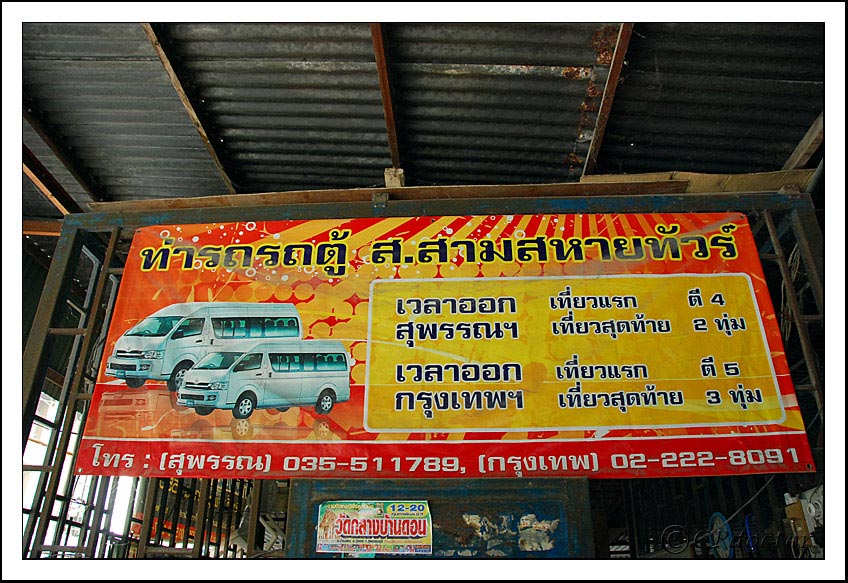 ท่ารถรถตู้ ส.สามสหายทัวร์
เวลาออก เที่ยวแรก ตี 4
สุพรรณฯ เที่ยวสุดท้าย 2 ทุ่ม
เวลาออก เที่ยวแรก ตี 5
กรุงเทพฯ เที่ยวสุดท้าย 3 ทุ่ม
โทร : (สุพรรณ) 035-511789, (กรุงเทพ) 02-222-8091
12-20
วัดกลางบ้านดอน